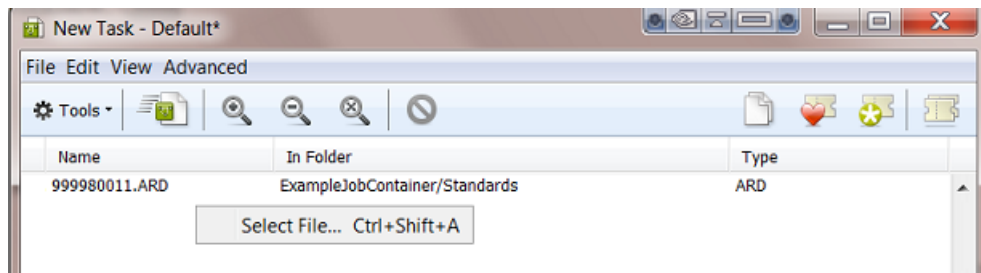 New Task - Default*
File Edit View Advanced
Tools
Name In Folder Type
999980011.ARD ExampleJobContainer/Standards ARD
Select File... Ctrl+Shift+A